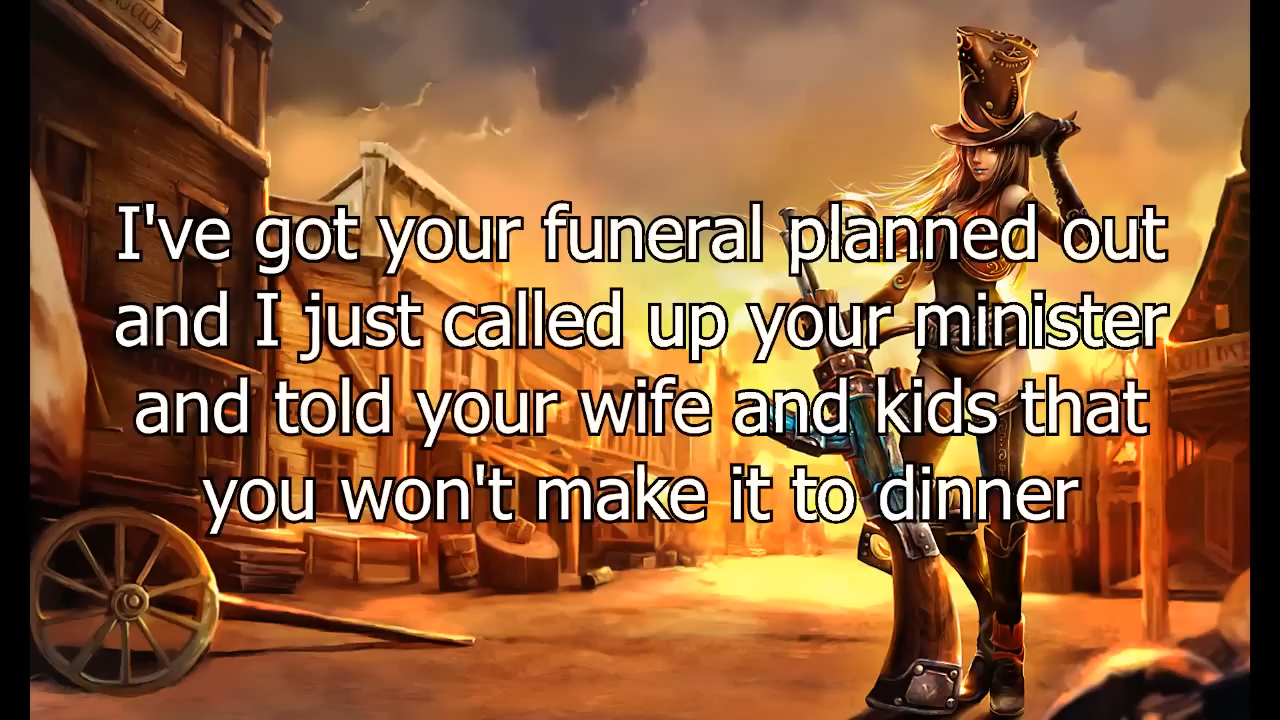 I've got your funeral planned out
and I just called up your minister
and told your wife and kids that
you won't make it to dinner